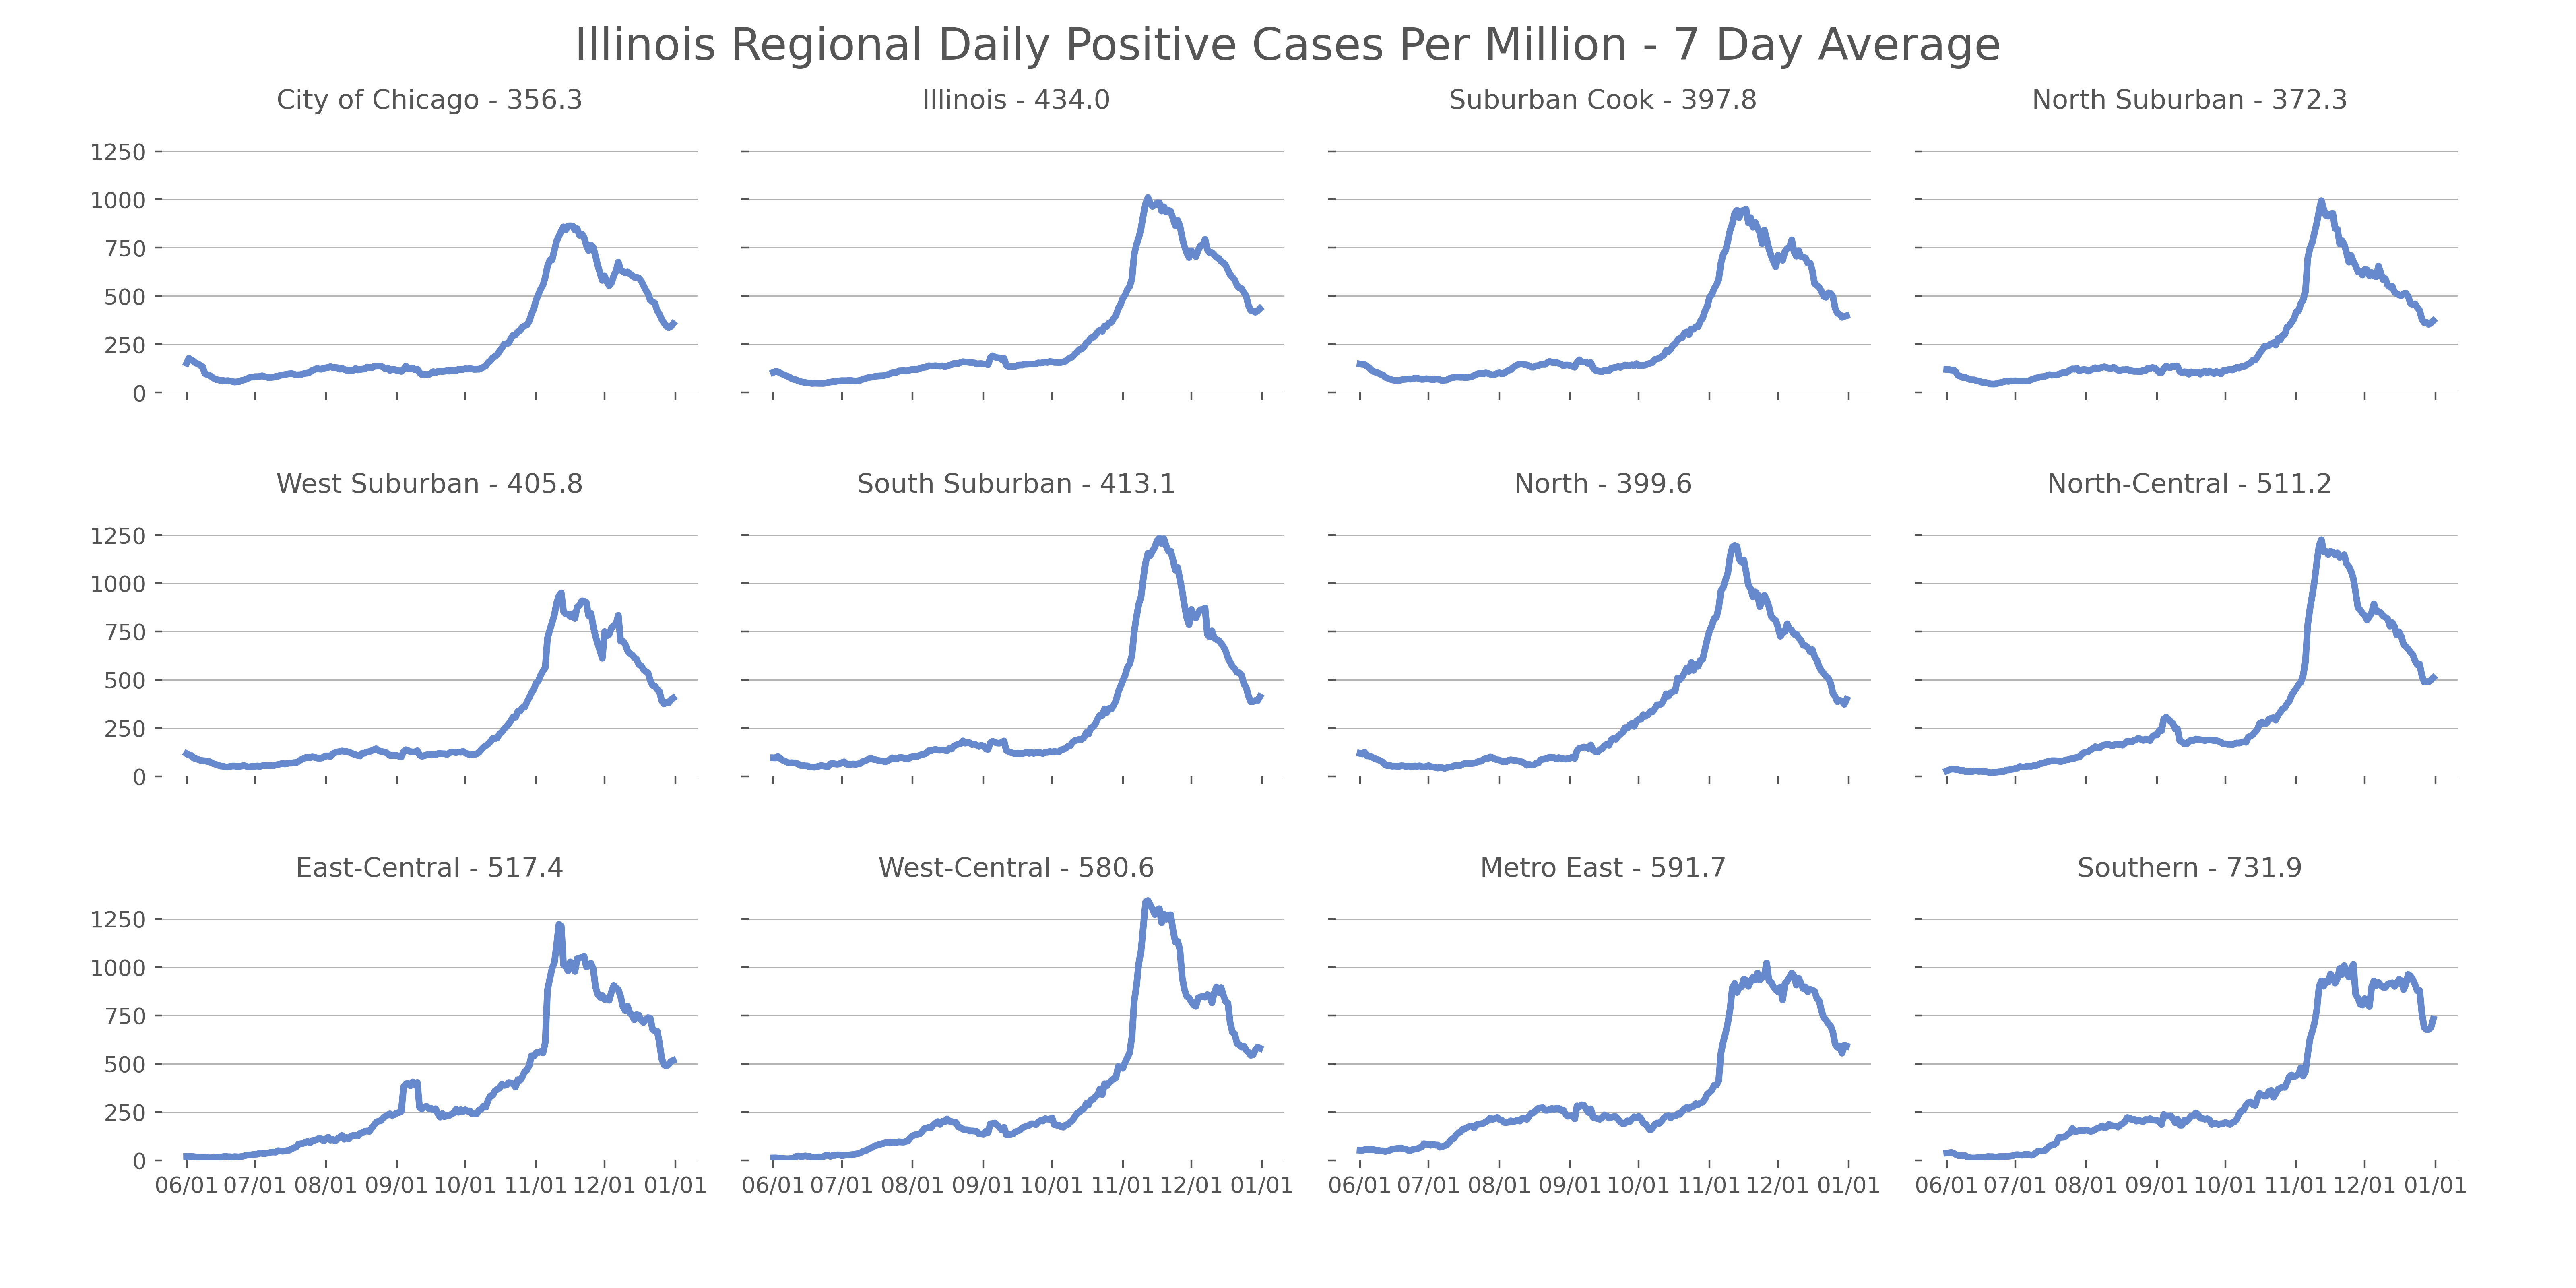 Illinois Regional Daily Positive Cases Per Million - 7 Day Average
City of Chicago - 356.3
Illinois - 434.0
Suburban Cook - 397.8
North Suburban - 372.3
1250
1000
750
500
250
0
West Suburban - 405.8
South Suburban - 413.1
North - 399.6
North-Central - 511.2
1250
1000
750
500
250
0
East-Central - 517.4
West-Central - 580.6
Metro East - 591.7
Southern - 731.9
1250
1000
750
500
250
0
06/01 07/01 08/01 09/01 10/01 11/01 12/01 01/01
06/01 07/01 08/01 09/01 10/01 11/01 12/01 01/01
06/01 07/01 08/01 09/01 10/01 11/01 12/01 01/01
06/01 07/01 08/01 09/01 10/01 11/01 12/01 01/01